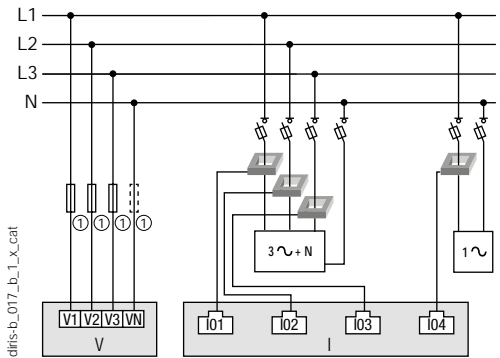 L1
L2
L3
N
1 1 1 1
3 ∿ + N
1 ∿
V1 V2 V3 VN
V
I01 I02 I03 I04
I
diris-b_017_b_1_x_cat